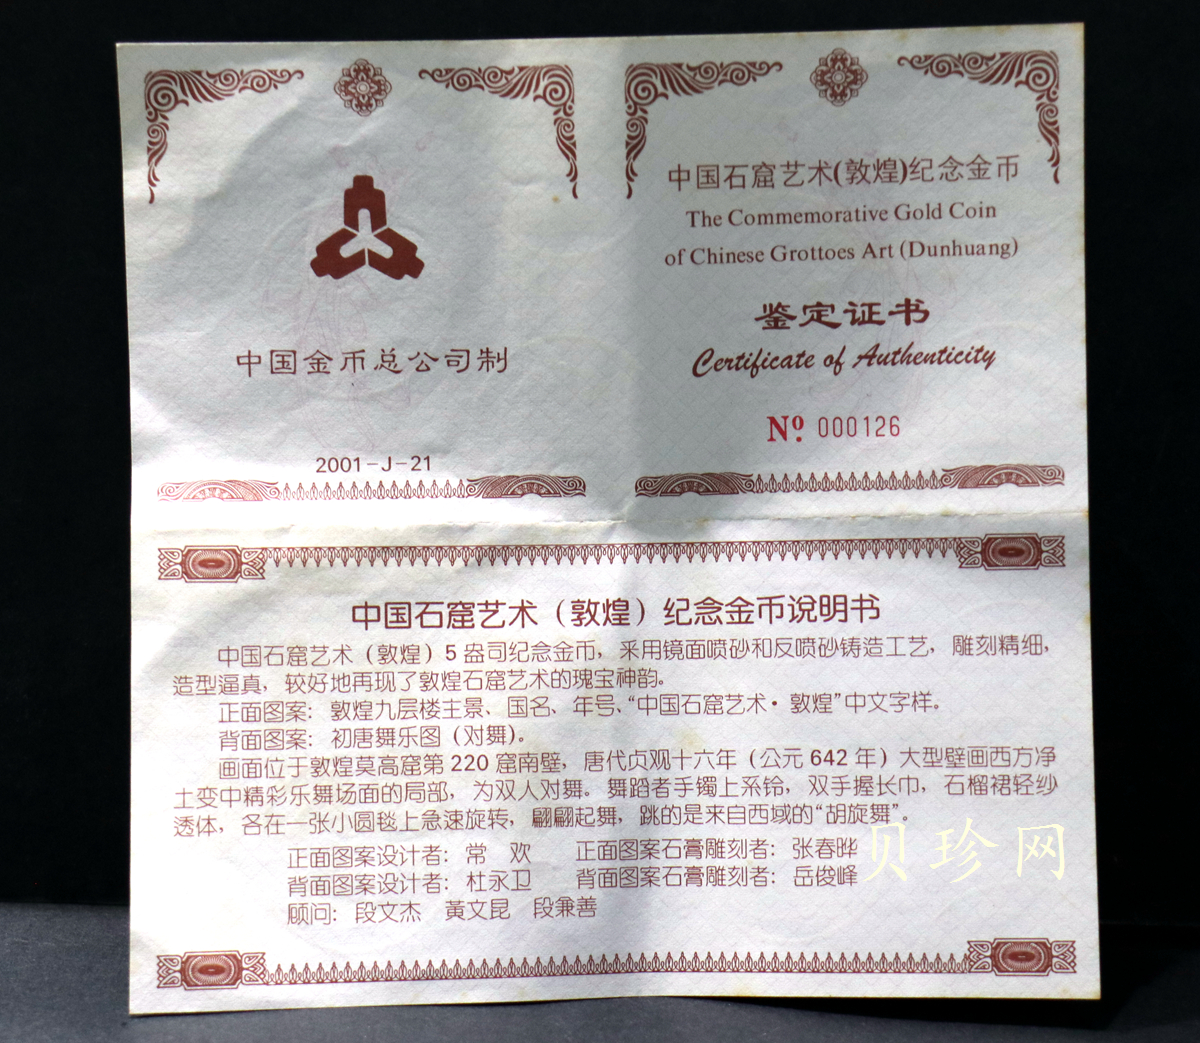 中国金币总公司制
2001-J-21
中国石窟艺术(敦煌)纪念金币
The Commemorative Gold Coin
of Chinese Grottoes Art (Dunhuang)
鉴定证书
Certificate of Authenticity
Nº. 000126
中国石窟艺术（敦煌）纪念金币说明书
中国石窟艺术（敦煌）5 盎司纪念金币，采用镜面喷砂和反喷砂铸造工艺，雕刻精细，
造型逼真，较好地再现了敦煌石窟艺术的瑰宝神韵。
正面图案：敦煌九层楼主景、国名、年号、“中国石窟艺术·敦煌”中文字样。
背面图案：初唐舞乐图（对舞）。
画面位于敦煌莫高窟第 220 窟南壁，唐代贞观十六年（公元 642 年）大型壁画西方净
土变中精彩乐舞场面的局部，为双人对舞。舞蹈者手镯上系铃，双手握长巾，石榴裙轻纱
透体，各在一张小圆毯上急速旋转，翩翩起舞，跳的是来自西域的“胡旋舞”。
正面图案设计者：常 欢 正面图案石膏雕刻者：张春晔
背面图案设计者：杜永卫 背面图案石膏雕刻者：岳俊峰
顾问：段文杰 黃文昆 段兼善
贝珍网